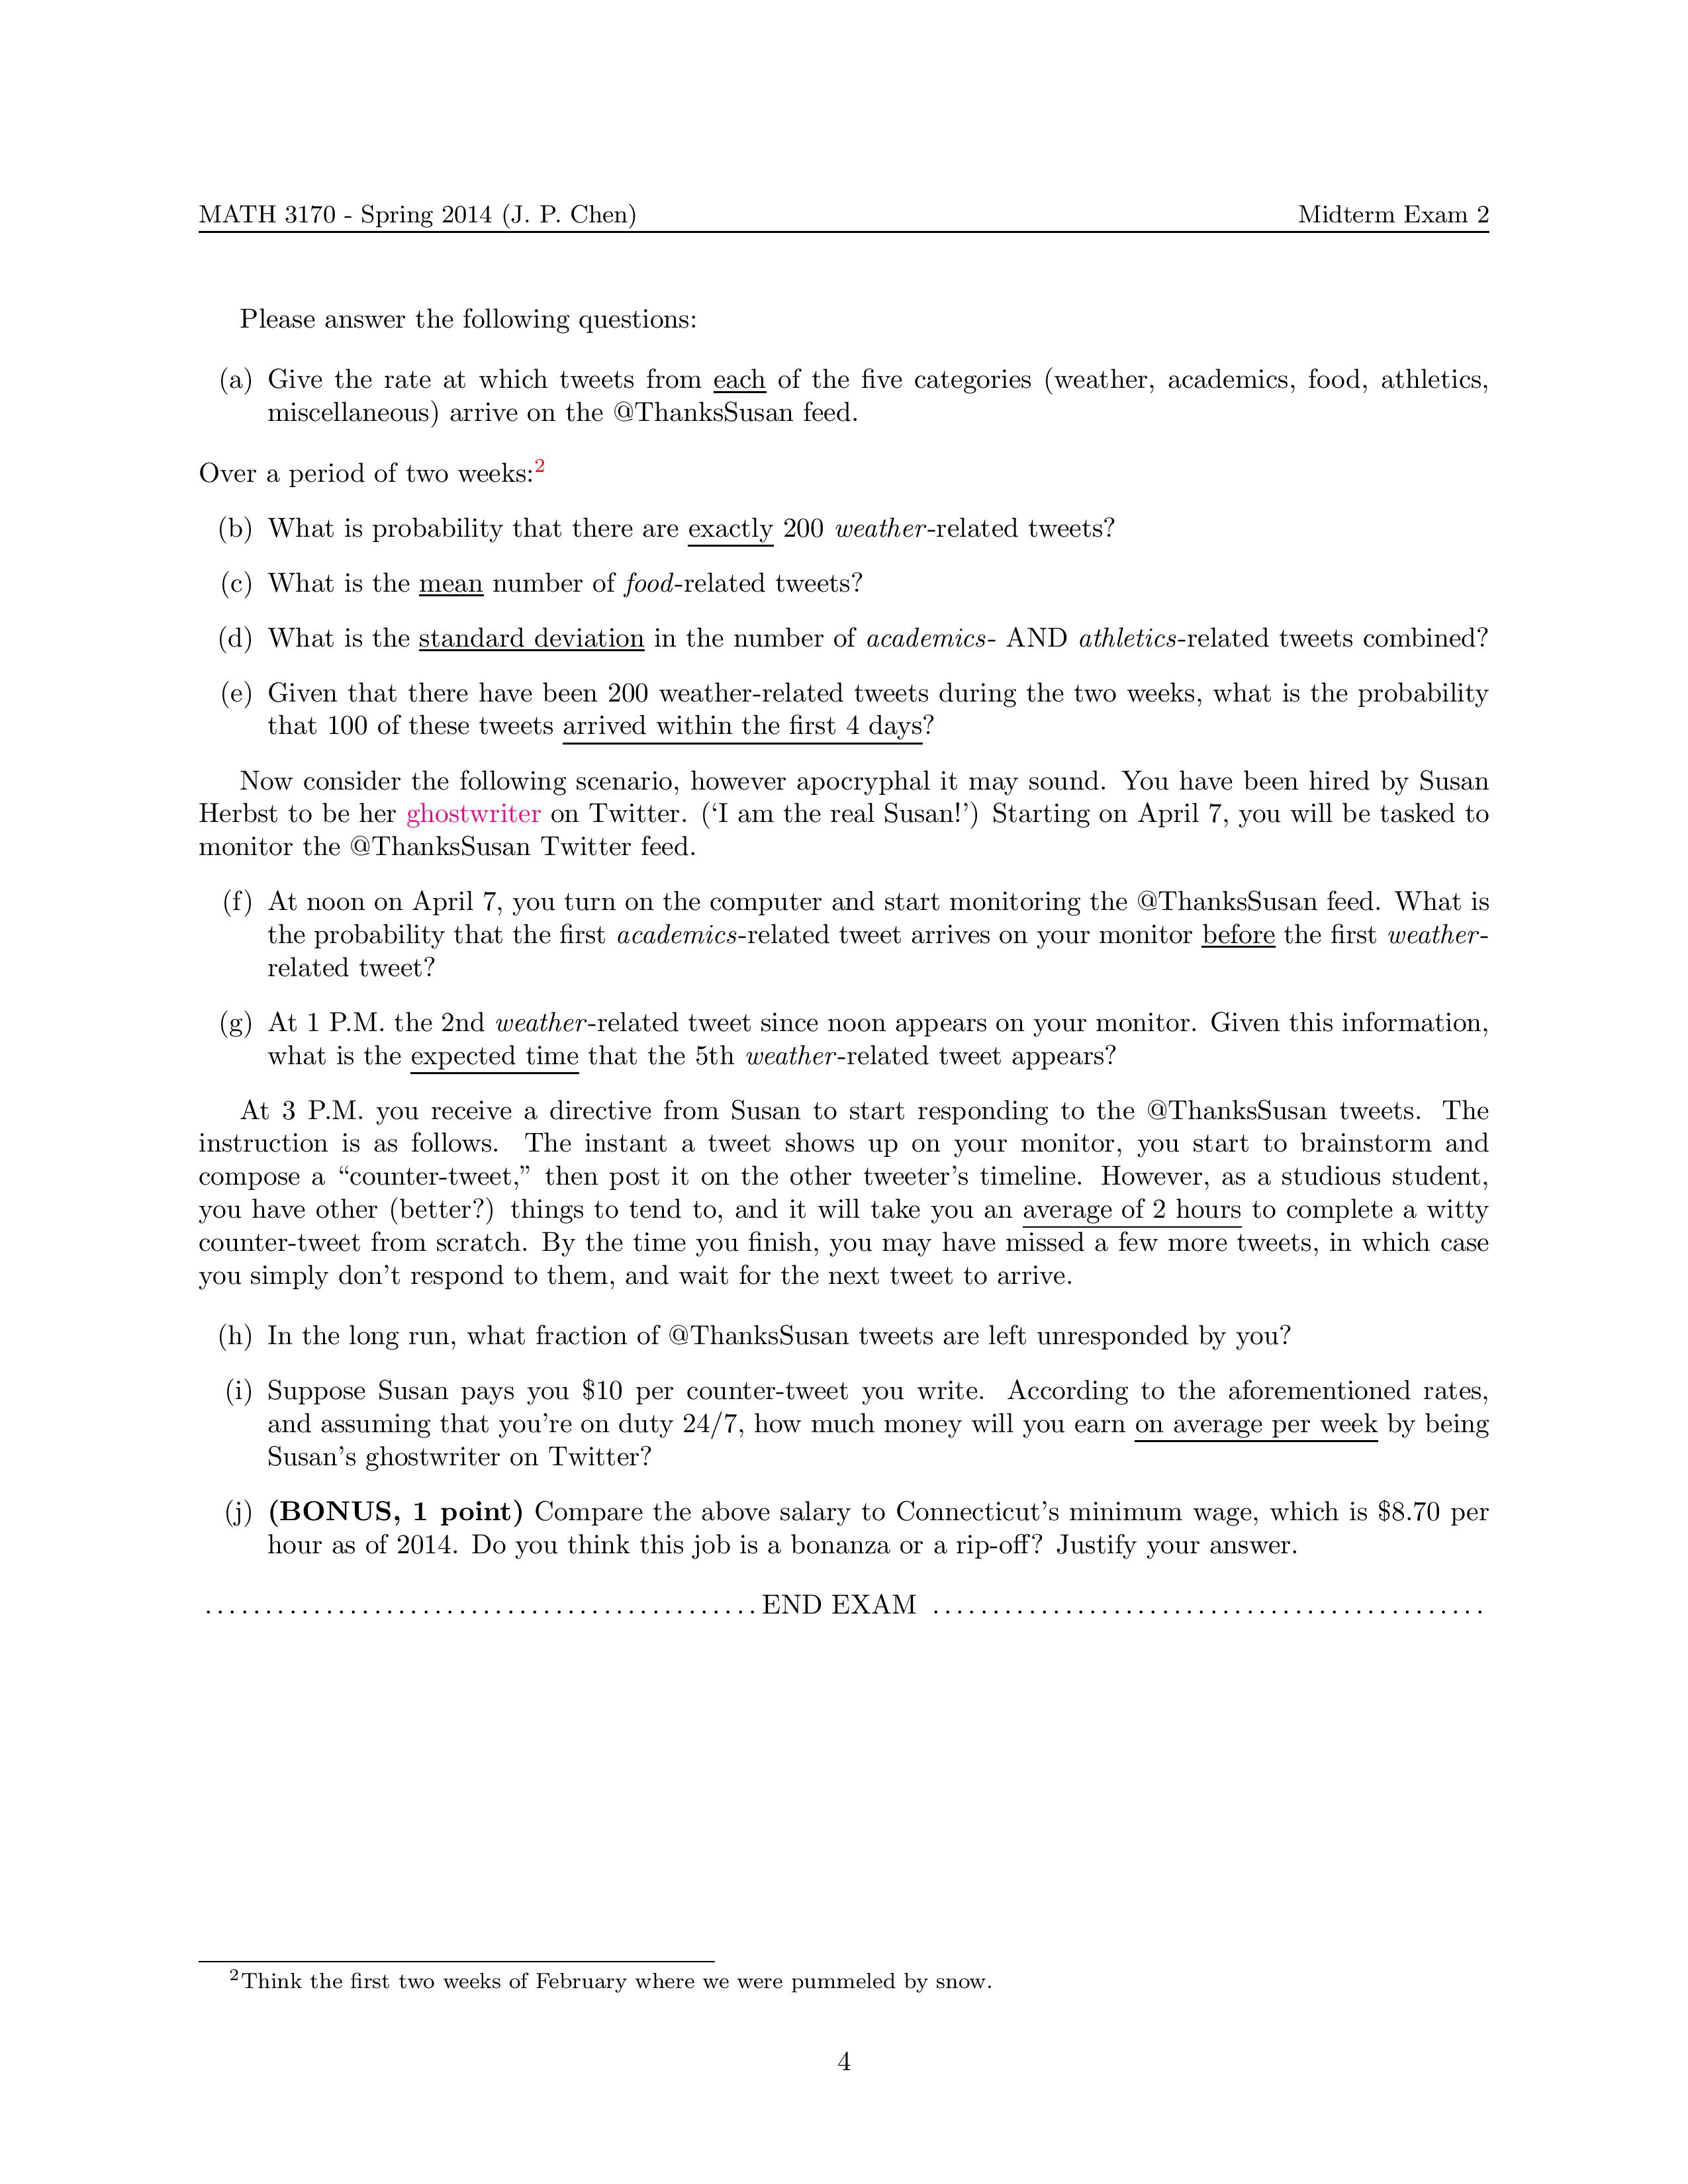 MATH 3170 - Spring 2014 (J. P. Chen) Midterm Exam 2
Please answer the following questions:
(a) Give the rate at which tweets from each of the five categories (weather, academics, food, athletics,
miscellaneous) arrive on the @ThanksSusan feed.
Over a period of two weeks:2
(b) What is probability that there are exactly 200 weather-related tweets?
(c) What is the mean number of food-related tweets?
(d) What is the standard deviation in the number of academics- AND athletics-related tweets combined?
(e) Given that there have been 200 weather-related tweets during the two weeks, what is the probability
that 100 of these tweets arrived within the first 4 days?
Now consider the following scenario, however apocryphal it may sound. You have been hired by Susan
Herbst to be her ghostwriter on Twitter. (‘I am the real Susan!’) Starting on April 7, you will be tasked to
monitor the @ThanksSusan Twitter feed.
(f) At noon on April 7, you turn on the computer and start monitoring the @ThanksSusan feed. What is
the probability that the first academics-related tweet arrives on your monitor before the first weather-
related tweet?
(g) At 1 P.M. the 2nd weather-related tweet since noon appears on your monitor. Given this information,
what is the expected time that the 5th weather-related tweet appears?
At 3 P.M. you receive a directive from Susan to start responding to the @ThanksSusan tweets. The
instruction is as follows. The instant a tweet shows up on your monitor, you start to brainstorm and
compose a “counter-tweet,” then post it on the other tweeter’s timeline. However, as a studious student,
you have other (better?) things to tend to, and it will take you an average of 2 hours to complete a witty
counter-tweet from scratch. By the time you finish, you may have missed a few more tweets, in which case
you simply don’t respond to them, and wait for the next tweet to arrive.
(h) In the long run, what fraction of @ThanksSusan tweets are left unresponded by you?
(i) Suppose Susan pays you $10 per counter-tweet you write. According to the aforementioned rates,
and assuming that you’re on duty 24/7, how much money will you earn on average per week by being
Susan’s ghostwriter on Twitter?
(j) (BONUS, 1 point) Compare the above salary to Connecticut’s minimum wage, which is $8.70 per
hour as of 2014. Do you think this job is a bonanza or a rip-off? Justify your answer.
. . . . . . . . . . . . . . . . . . . . . . . . . . . . . . . . . . . . . . . . . . . . . . END EXAM . . . . . . . . . . . . . . . . . . . . . . . . . . . . . . . . . . . . . . . . . . . . . .
2Think the first two weeks of February where we were pummeled by snow.
4